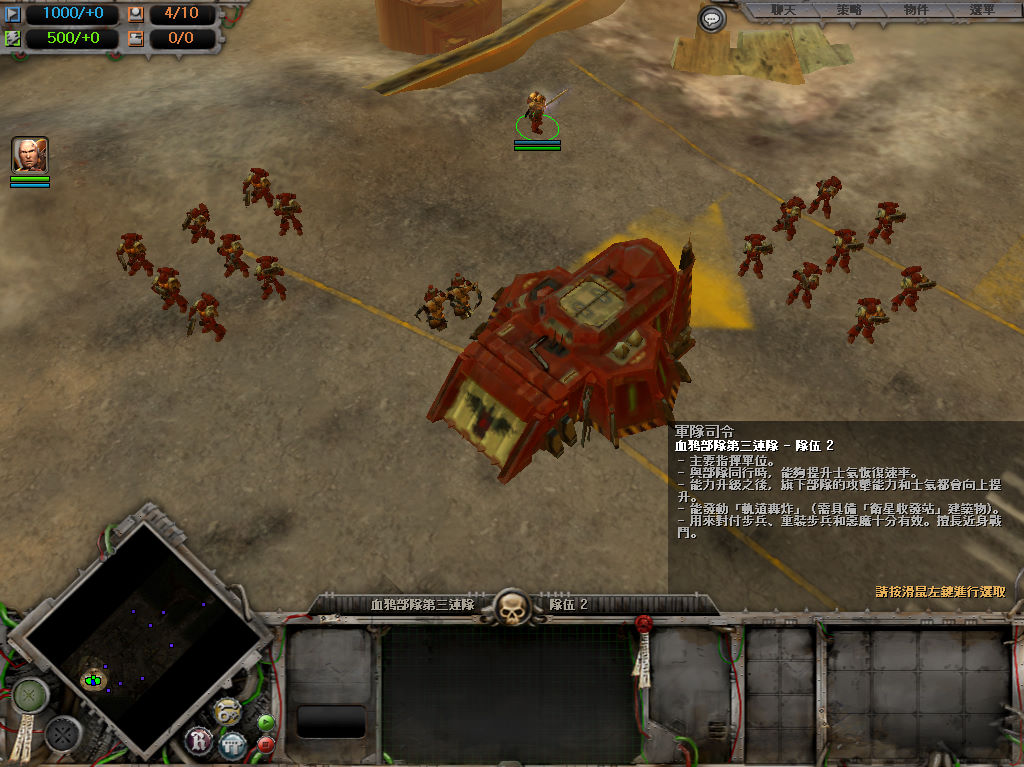 1000/+0
4/10
500/+0
0/0
聊天
策略
物件
選單
軍隊司令
血鴉部隊第三連隊 - 隊伍 2
- 主要指揮單位。
- 與部隊同行時，能夠提升士氣恢復速率。
- 能力升級之後，旗下部隊的攻擊能力和士氣都會向上提
升。
- 能發動「軌道轟炸」（需具備「衛星收發站」建築物）。
- 用來對付步兵、重裝步兵和惡魔十分有效。擅長近身戰
鬥。
請按滑鼠左鍵進行選取
血鴉部隊第三連隊
隊伍 2